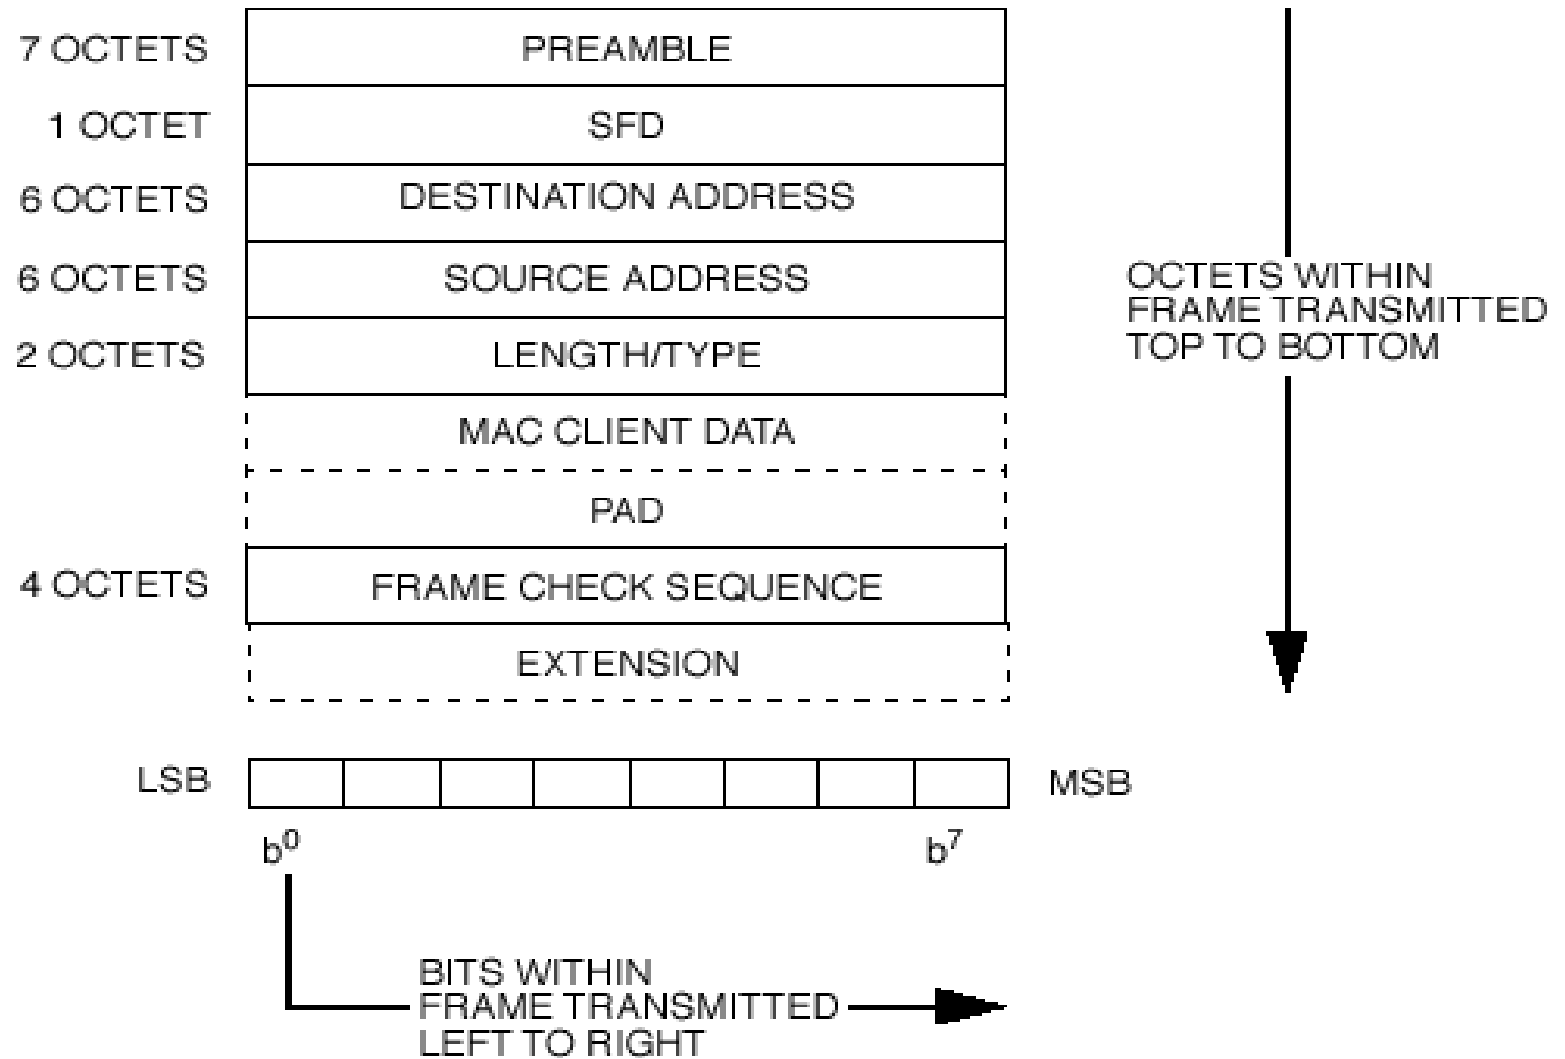 7 OCTETS
PREAMBLE
1 OCTET
SFD
6 OCTETS
DESTINATION ADDRESS
6 OCTETS
SOURCE ADDRESS
2 OCTETS
LENGTH/TYPE
MAC CLIENT DATA
PAD
4 OCTETS
FRAME CHECK SEQUENCE
EXTENSION
OCTETS WITHIN
FRAME TRANSMITTED
TOP TO BOTTOM
LSB
MSB
b⁰
b⁷
BITS WITHIN
FRAME TRANSMITTED
LEFT TO RIGHT